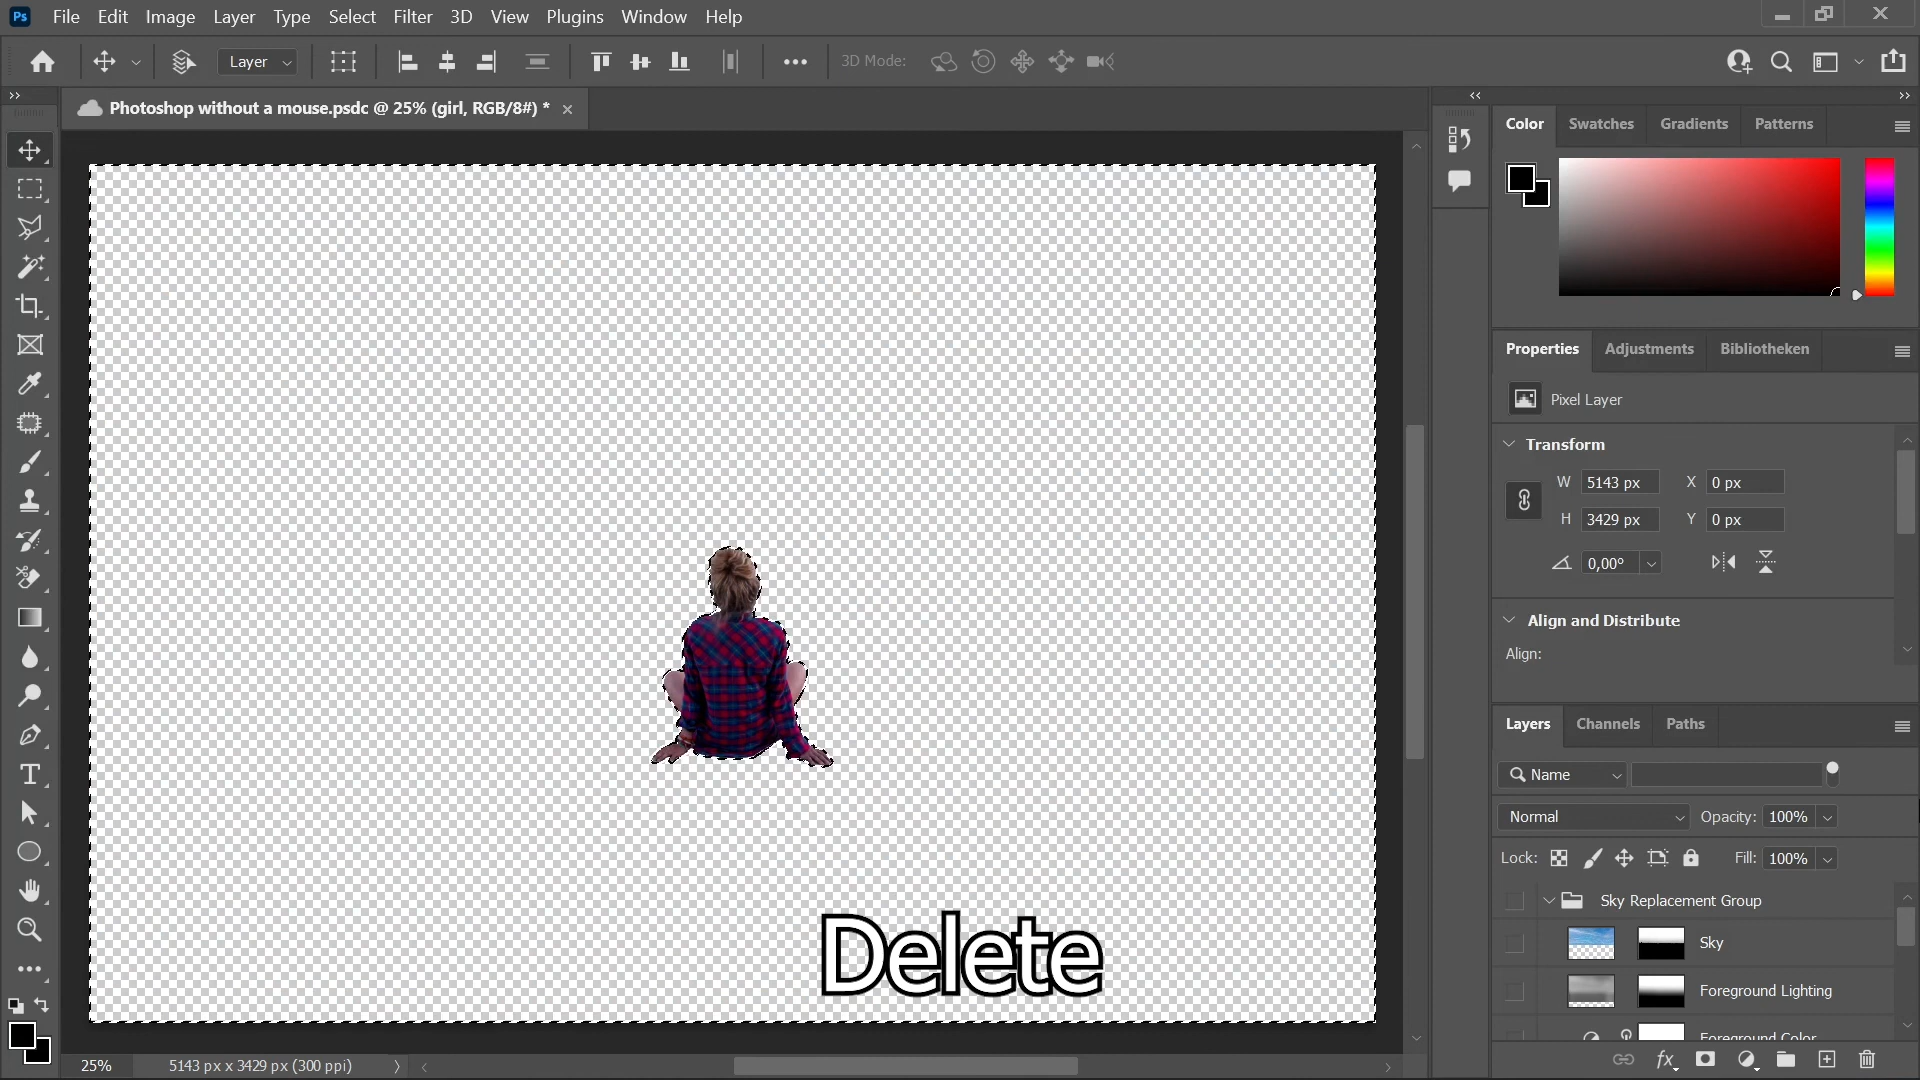 Ps File Edit Image Layer Type Select Filter 3D View Plugins Window Help
Layer 3D Mode:
Photoshop without a mouse.psdc @ 25% (girl, RGB/8#) *
Color Swatches Gradients Patterns
Properties Adjustments Bibliotheken
Pixel Layer
Transform
W 5143 px X 0 px
H 3429 px Y 0 px
0,00°
Align and Distribute
Align:
Layers Channels Paths
Name
Normal Opacity: 100%
Lock: Fill: 100%
Sky Replacement Group
Sky
Foreground Lighting
Foreground Color
Delete
25% 5143 px x 3429 px (300 ppi)